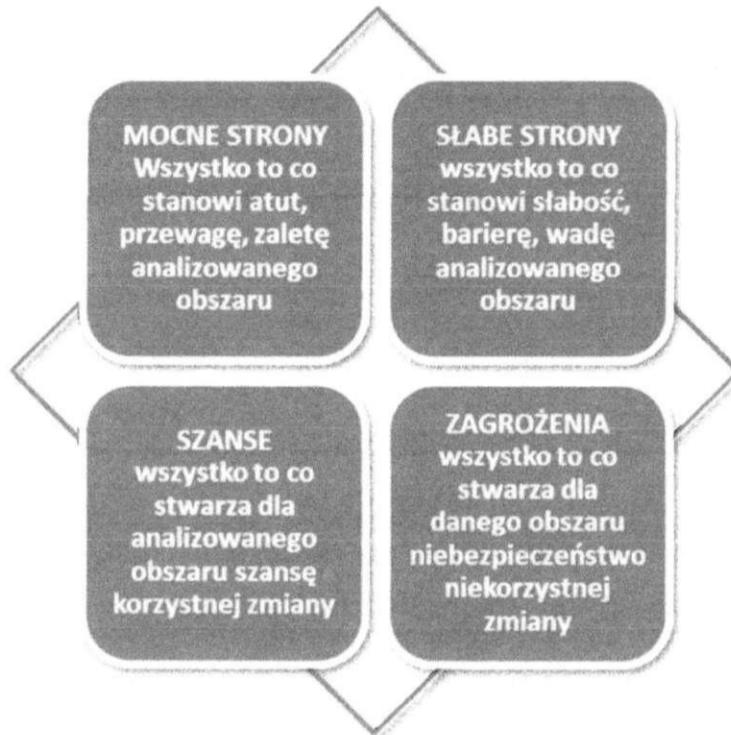 MOCNE STRONY
Wszystko to co
stanowi atut,
przewagę, zaletę
analizowanego
obszaru
SŁABE STRONY
wszystko to co
stanowi słabość,
barierę, wadę
analizowanego
obszaru
SZANSE
wszystko to co
stwarza dla
analizowanego
obszaru szansę
korzystnej zmiany
ZAGROŻENIA
wszystko to co
stwarza dla
danego obszaru
niebezpieczeństwo
niekorzystnej
zmiany